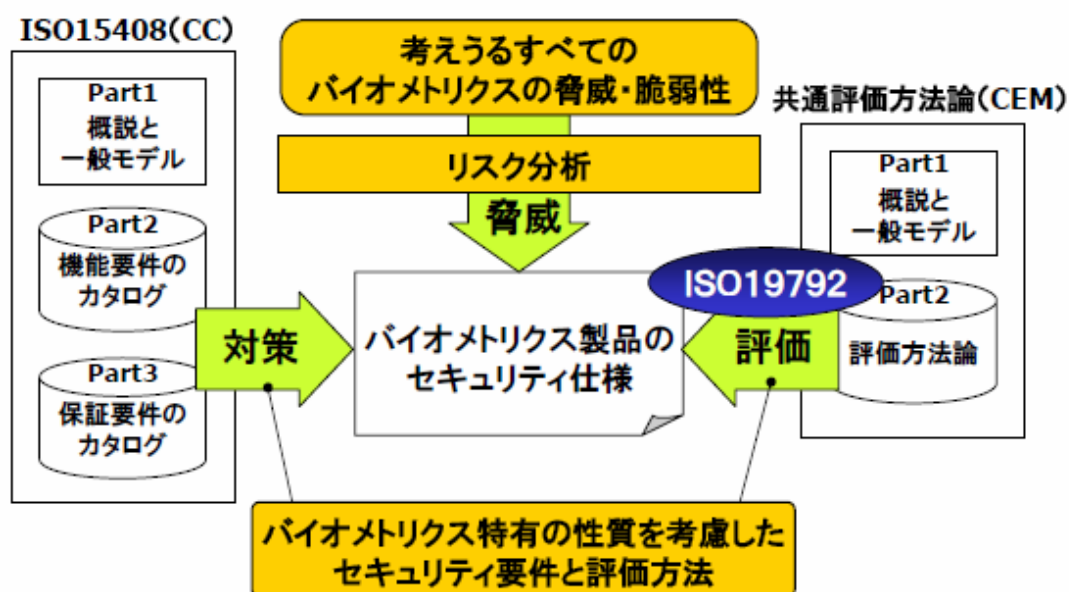 ISO15408(CC)
Part1
概説と
一般モデル
Part2
機能要件の
カタログ
Part3
保証要件の
カタログ
考えうるすべての
バイオメトリクスの脅威・脆弱性
リスク分析
脅威
対策
バイオメトリクス製品の
セキュリティ仕様
評価
ISO19792
共通評価方法論(CEM)
Part1
概説と
一般モデル
Part2
評価方法論
バイオメトリクス特有の性質を考慮した
セキュリティ要件と評価方法